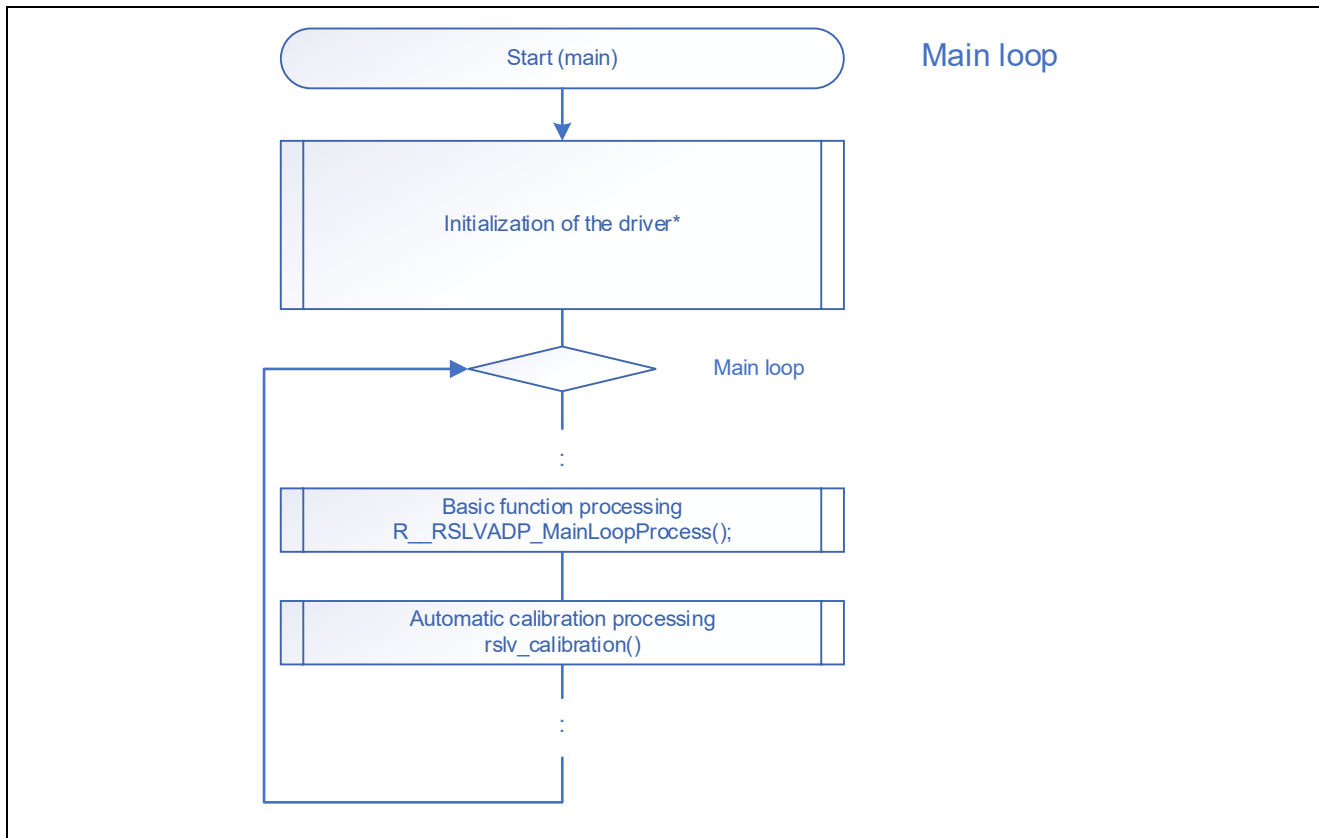 Start (main)
Main loop
Initialization of the driver*
Main loop
:
Basic function processing
R__RSLVADP_MainLoopProcess();
Automatic calibration processing
rslv_calibration()
: